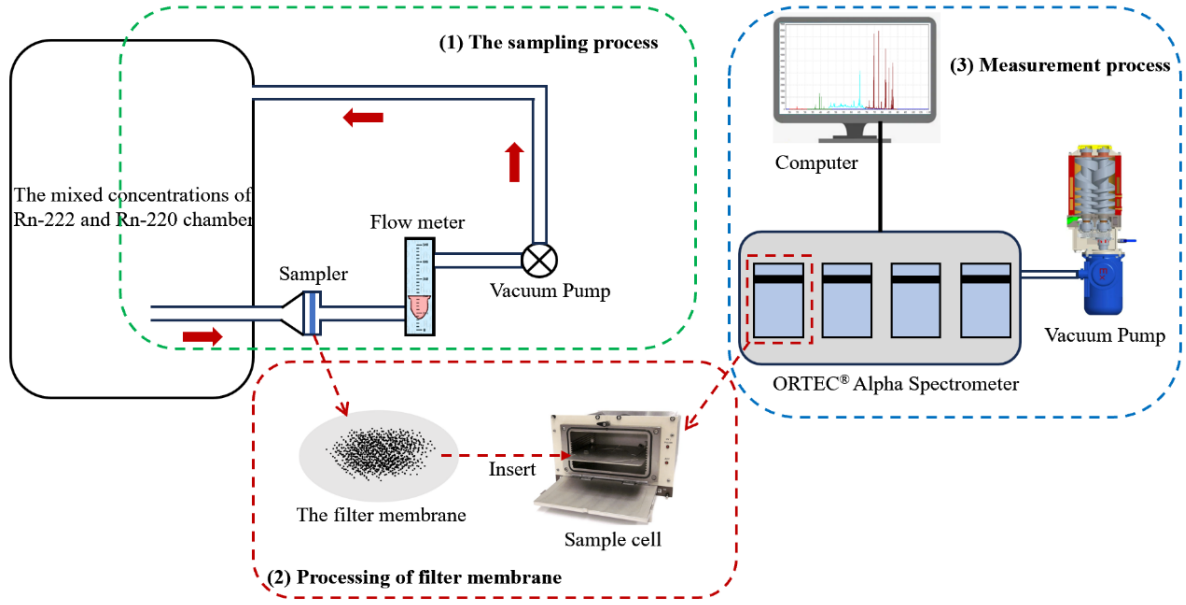 (1) The sampling process
The mixed concentrations of
Rn-222 and Rn-220 chamber
Sampler
Flow meter
Vacuum Pump
(3) Measurement process
Computer
Vacuum Pump
ORTEC® Alpha Spectrometer
The filter membrane
Insert
Sample cell
(2) Processing of filter membrane